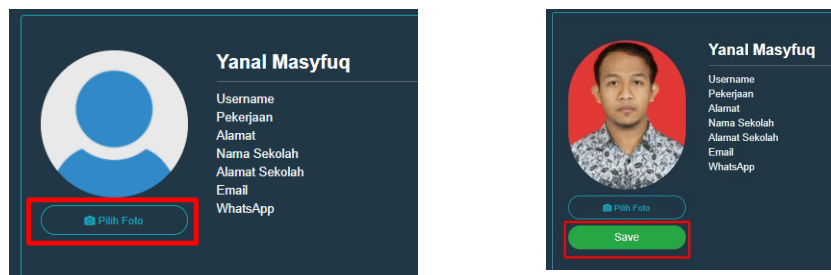 Yanal Masyfuq
Username
Pekerjaan
Alamat
Nama Sekolah
Alamat Sekolah
Email
WhatsApp
Pilih Foto
Yanal Masyfuq
Username
Pekerjaan
Alamat
Nama Sekolah
Alamat Sekolah
Email
WhatsApp
Pilih Foto
Save